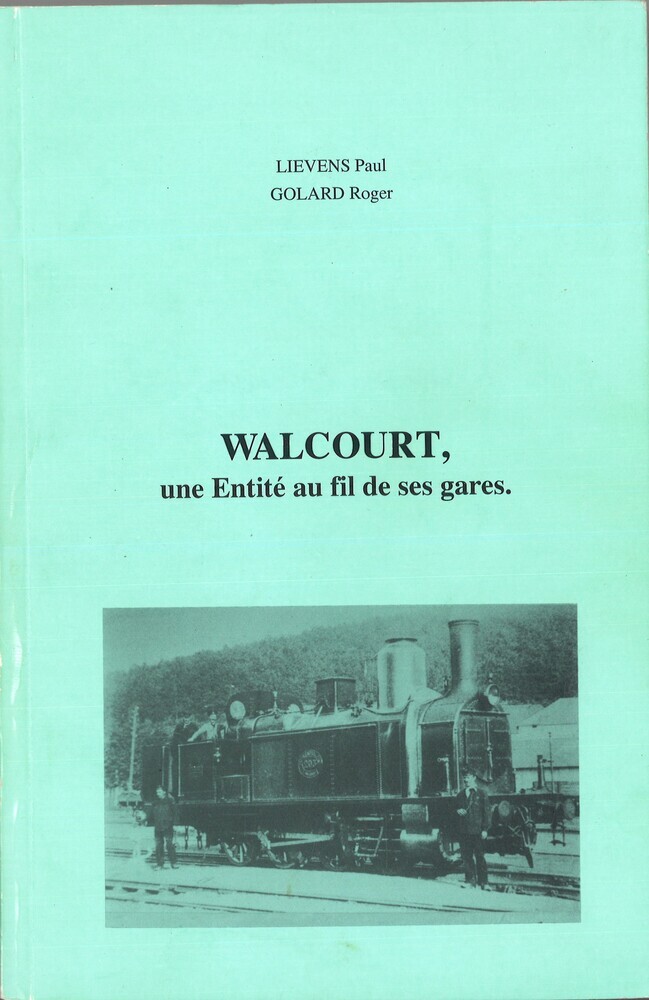 LIEVENS Paul
GOLARD Roger
WALCOURT,
une Entité au fil de ses gares.